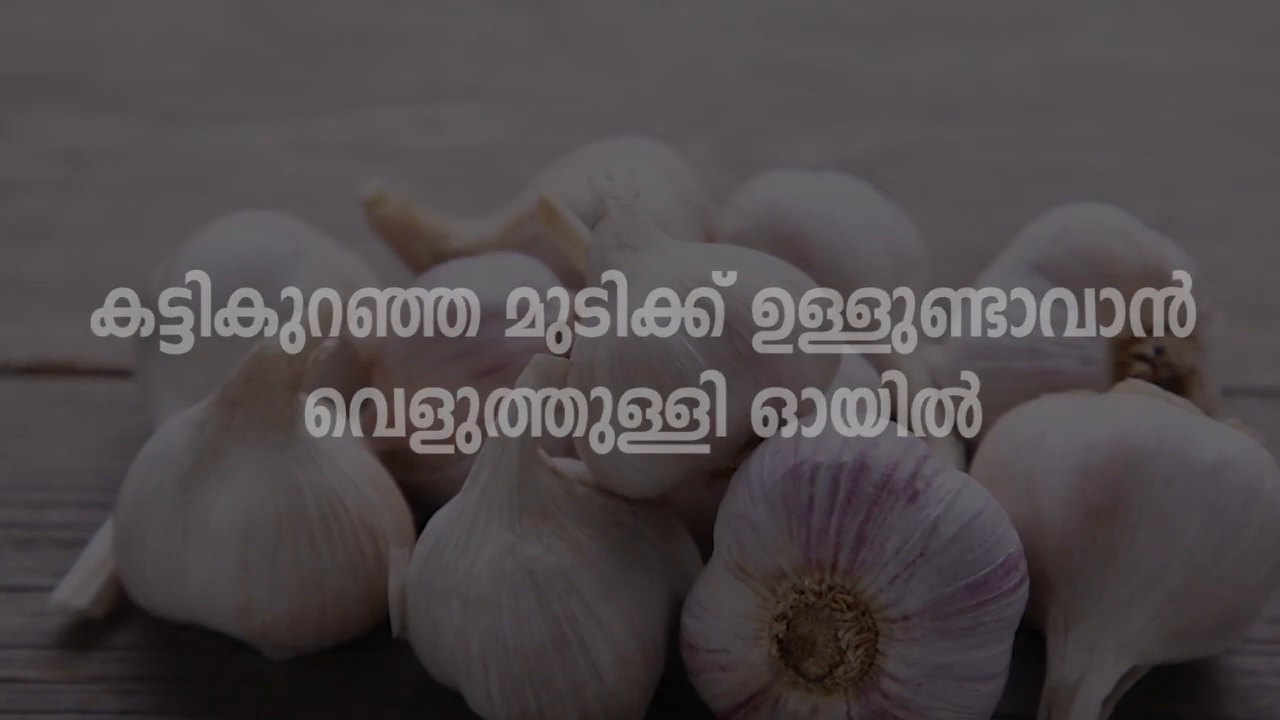 കട്ടികുറഞ്ഞ മുടിക്ക് ഉള്ളുണ്ടാവാൻ
വെളുത്തുള്ളി ഓയിൽ